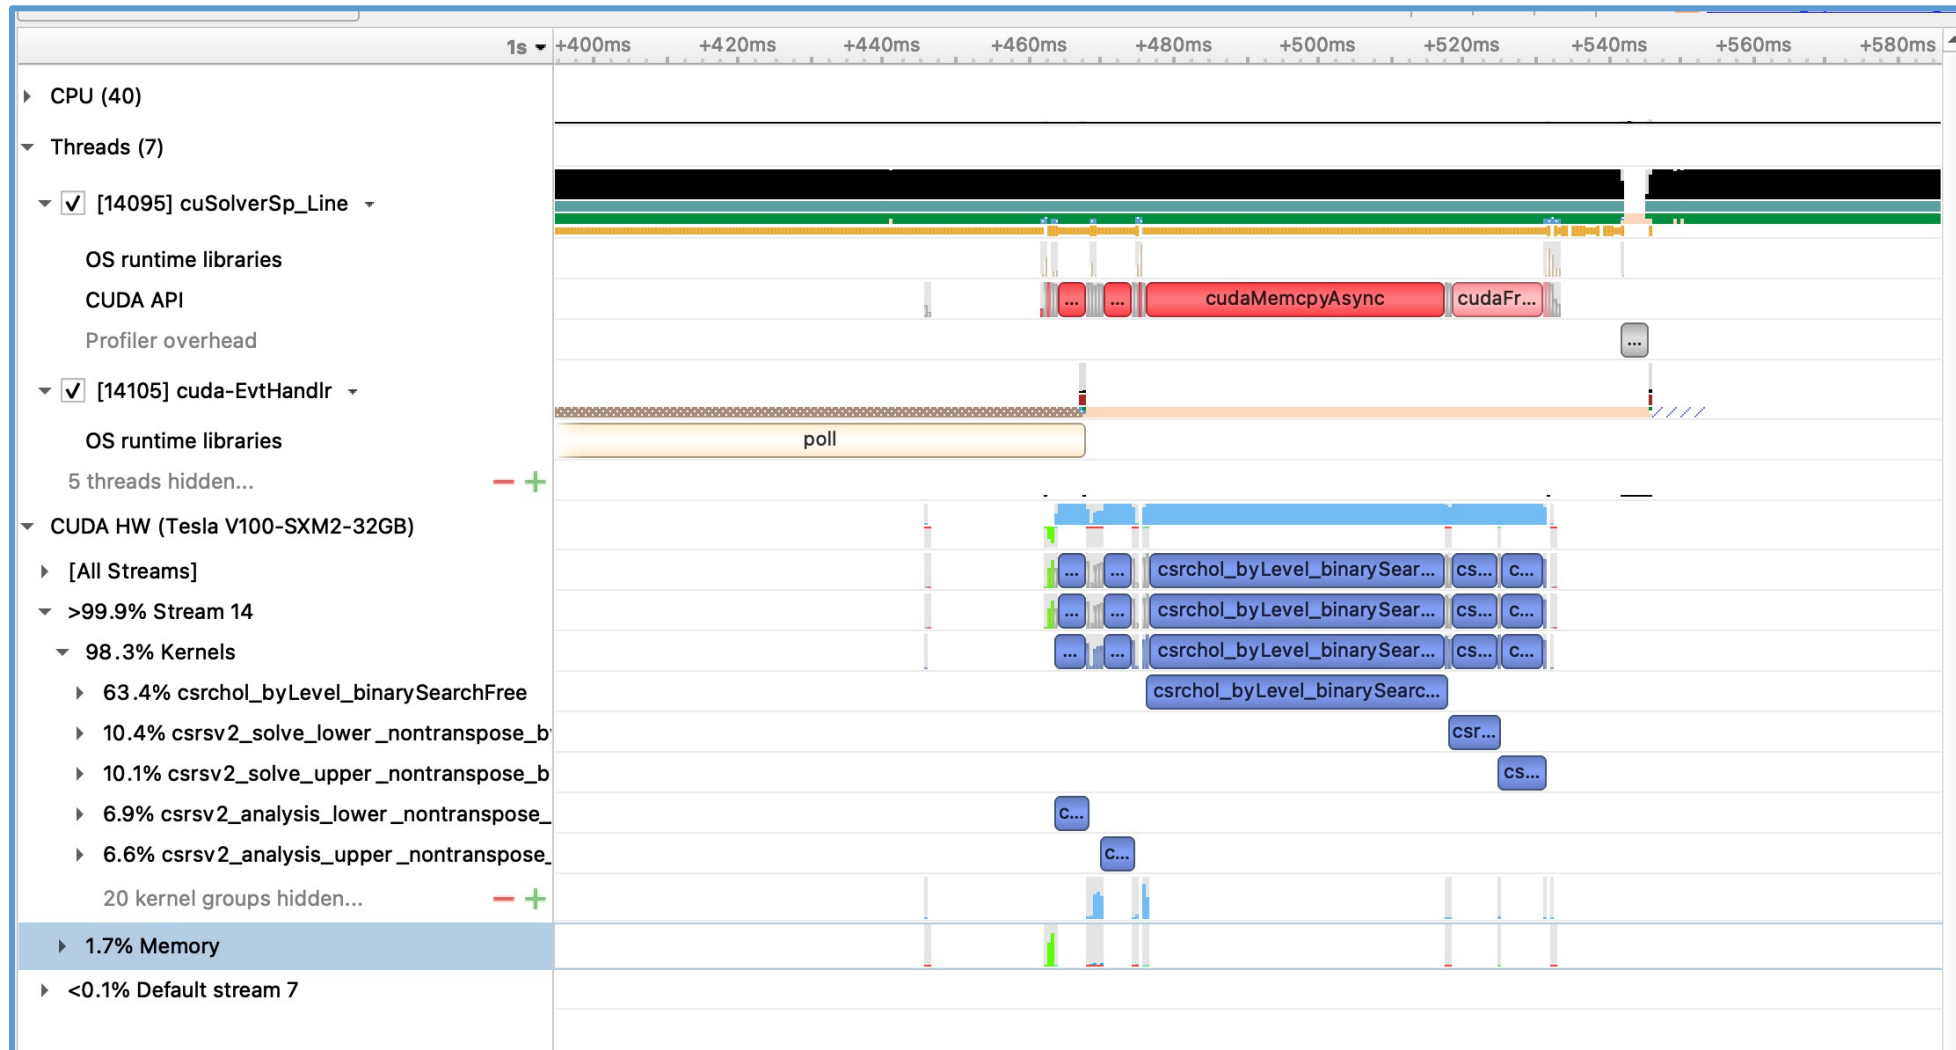 1s +400ms +420ms +440ms +460ms +480ms +500ms +520ms +540ms +560ms +580ms
CPU (40)
Threads (7)
[14095] cuSolverSp_Line
OS runtime libraries
CUDA API ... ... cudaMemcpyAsync cudaFr...
Profiler overhead ...
[14105] cuda-EvtHandlr
OS runtime libraries poll
5 threads hidden...
CUDA HW (Tesla V100-SXM2-32GB)
[All Streams] ... ... csrchol_byLevel_binarySear... cs... c...
>99.9% Stream 14 ... ... csrchol_byLevel_binarySear... cs... c...
98.3% Kernels ... ... csrchol_byLevel_binarySear... cs... c...
63.4% csrchol_byLevel_binarySearchFree csrchol_byLevel_binarySearc...
10.4% csrsv2_solve_lower_nontranspose_b csr...
10.1% csrsv2_solve_upper_nontranspose_b cs...
6.9% csrsv2_analysis_lower_nontranspose_ c...
6.6% csrsv2_analysis_upper_nontranspose_ c...
20 kernel groups hidden...
1.7% Memory
<0.1% Default stream 7